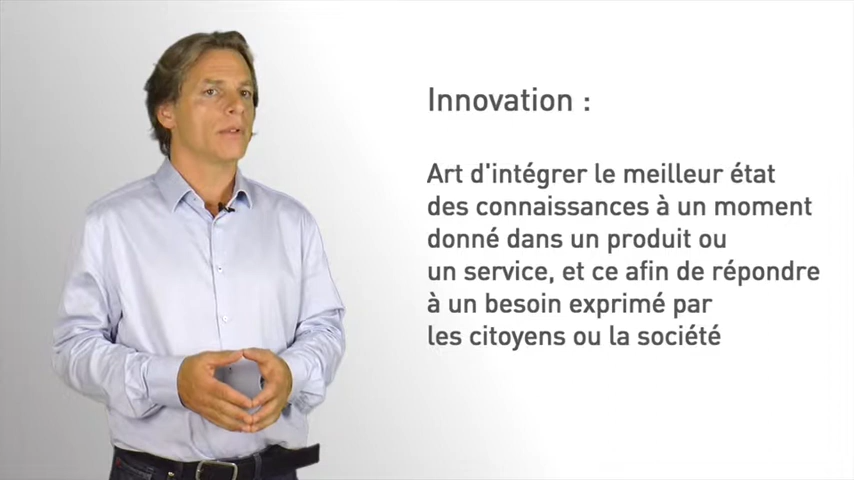 Innovation :
Art d'intégrer le meilleur état
des connaissances à un moment
donné dans un produit ou
un service, et ce afin de répondre
à un besoin exprimé par
les citoyens ou la société